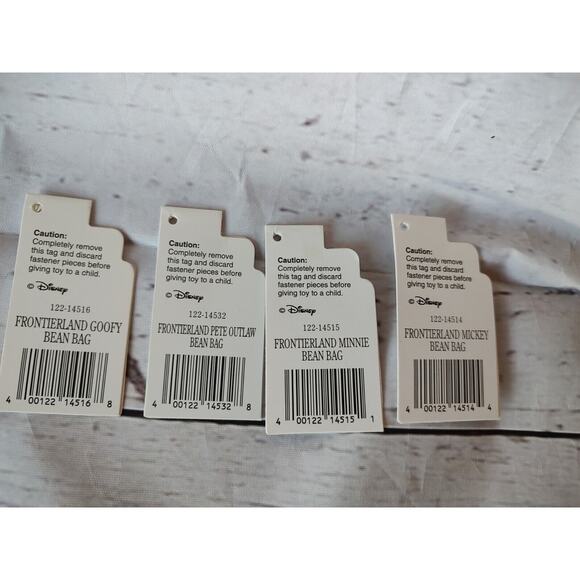 Caution:
Completely remove
this tag and discard
fastener pieces before
giving toy to a child.
© Disney
122-14516
FRONTIERLAND GOOFY
BEAN BAG
4 00122 14516 8
Caution:
Completely remove
this tag and discard
fastener pieces before
giving toy to a child.
© Disney
122-14532
FRONTIERLAND PETE OUTLAW
BEAN BAG
4 00122 14532 8
Caution:
Completely remove
this tag and discard
fastener pieces before
giving toy to a child.
© Disney
122-14515
FRONTIERLAND MINNIE
BEAN BAG
4 00122 14515 1
Caution:
Completely remove
this tag and discard
fastener pieces before
giving toy to a child.
© Disney
122-14514
FRONTIERLAND MICKEY
BEAN BAG
4 00122 14514 4